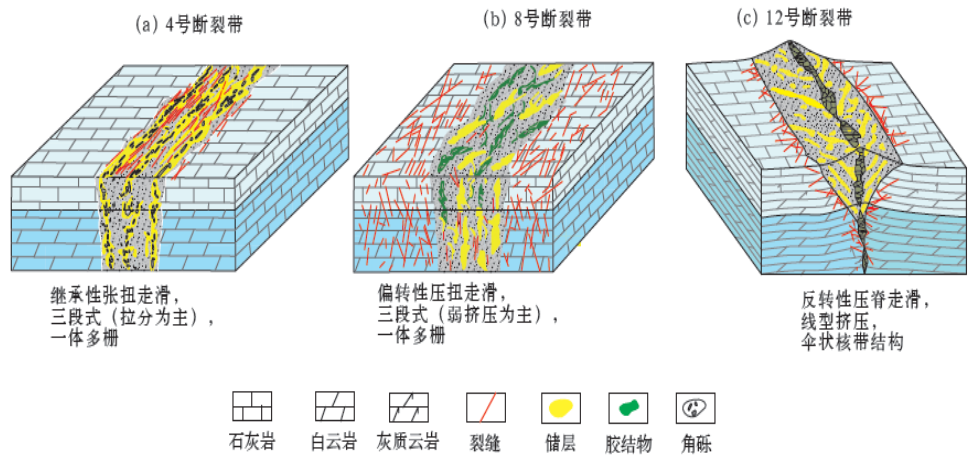 (a) 4号断裂带
(b) 8号断裂带
(c) 12号断裂带
继承性张扭走滑，
三段式（拉分为主），
一体多栅
偏转性压扭走滑，
三段式（弱挤压为主），
一体多栅
反转性压脊走滑，
线型挤压，
伞状核带结构
石灰岩
白云岩
灰质云岩
裂缝
储层
胶结物
角砾